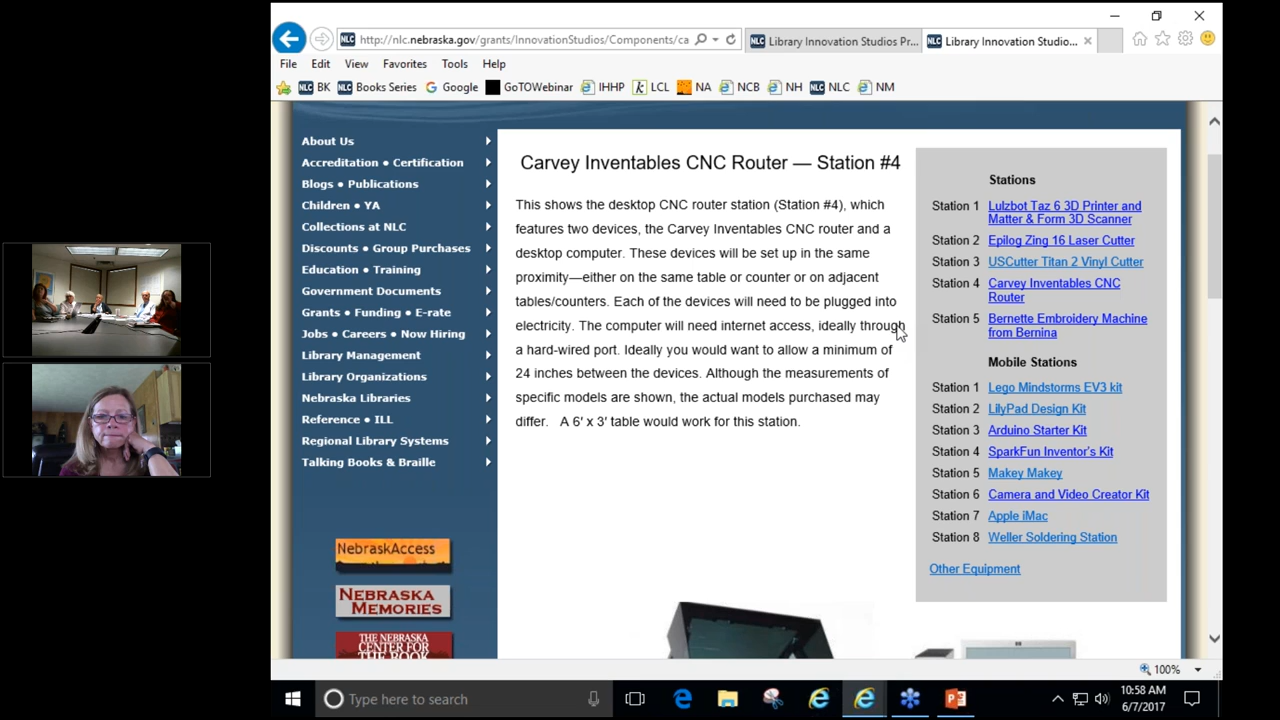 http://nlc.nebraska.gov/grants/InnovationStudios/Components/ca
Library Innovation Studios Pr...
Library Innovation Studio...
File Edit View Favorites Tools Help
BK Books Series Google GoTOWebinar IHHP LCL NA NCB NH NLC NM
About Us
Accreditation • Certification
Blogs • Publications
Children • YA
Collections at NLC
Discounts • Group Purchases
Education • Training
Government Documents
Grants • Funding • E-rate
Jobs • Careers • Now Hiring
Library Management
Library Organizations
Nebraska Libraries
Reference • ILL
Regional Library Systems
Talking Books & Braille
NebraskAccess
NEBRASKA
MEMORIES
THE NEBRASKA
CENTER FOR
THE BOOK
Carvey Inventables CNC Router — Station #4
This shows the desktop CNC router station (Station #4), which
features two devices, the Carvey Inventables CNC router and a
desktop computer. These devices will be set up in the same
proximity—either on the same table or counter or on adjacent
tables/counters. Each of the devices will need to be plugged into
electricity. The computer will need internet access, ideally through
a hard-wired port. Ideally you would want to allow a minimum of
24 inches between the devices. Although the measurements of
specific models are shown, the actual models purchased may
differ. A 6′ x 3′ table would work for this station.
Stations
Station 1 Lulzbot Taz 6 3D Printer and
Matter & Form 3D Scanner
Station 2 Epilog Zing 16 Laser Cutter
Station 3 USCutter Titan 2 Vinyl Cutter
Station 4 Carvey Inventables CNC
Router
Station 5 Bernette Embroidery Machine
from Bernina
Mobile Stations
Station 1 Lego Mindstorms EV3 kit
Station 2 LilyPad Design Kit
Station 3 Arduino Starter Kit
Station 4 SparkFun Inventor's Kit
Station 5 Makey Makey
Station 6 Camera and Video Creator Kit
Station 7 Apple iMac
Station 8 Weller Soldering Station
Other Equipment
100%
Type here to search
10:58 AM
6/7/2017